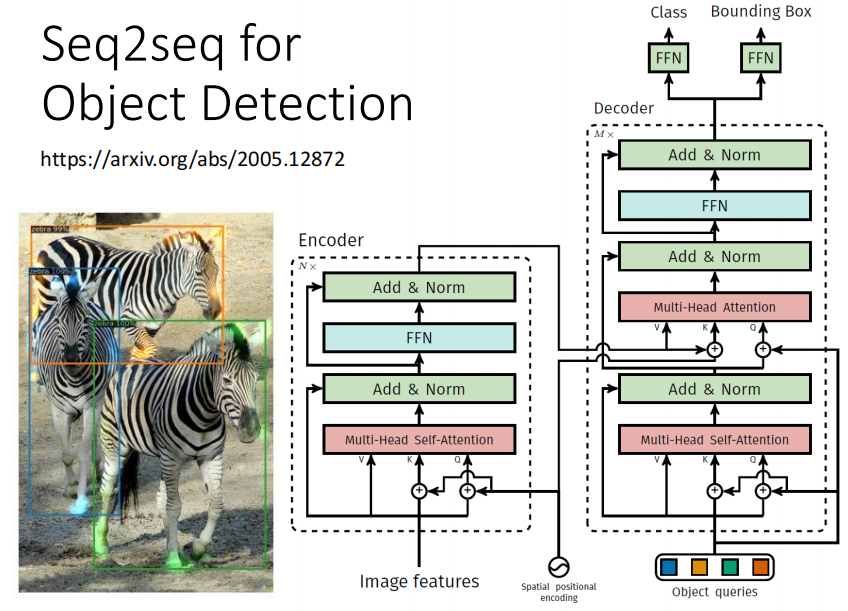 Seq2seq for
Object Detection
https://arxiv.org/abs/2005.12872
zebra 99%
zebra 100%
zebra 100%
Encoder
N×
Add & Norm
FFN
Add & Norm
Multi-Head Self-Attention
V K Q
+ +
Image features
Spatial positional
encoding
Class Bounding Box
FFN FFN
Decoder
M×
Add & Norm
FFN
Add & Norm
Multi-Head Attention
V K Q
+ +
Add & Norm
Multi-Head Self-Attention
V K Q
+ +
Object queries